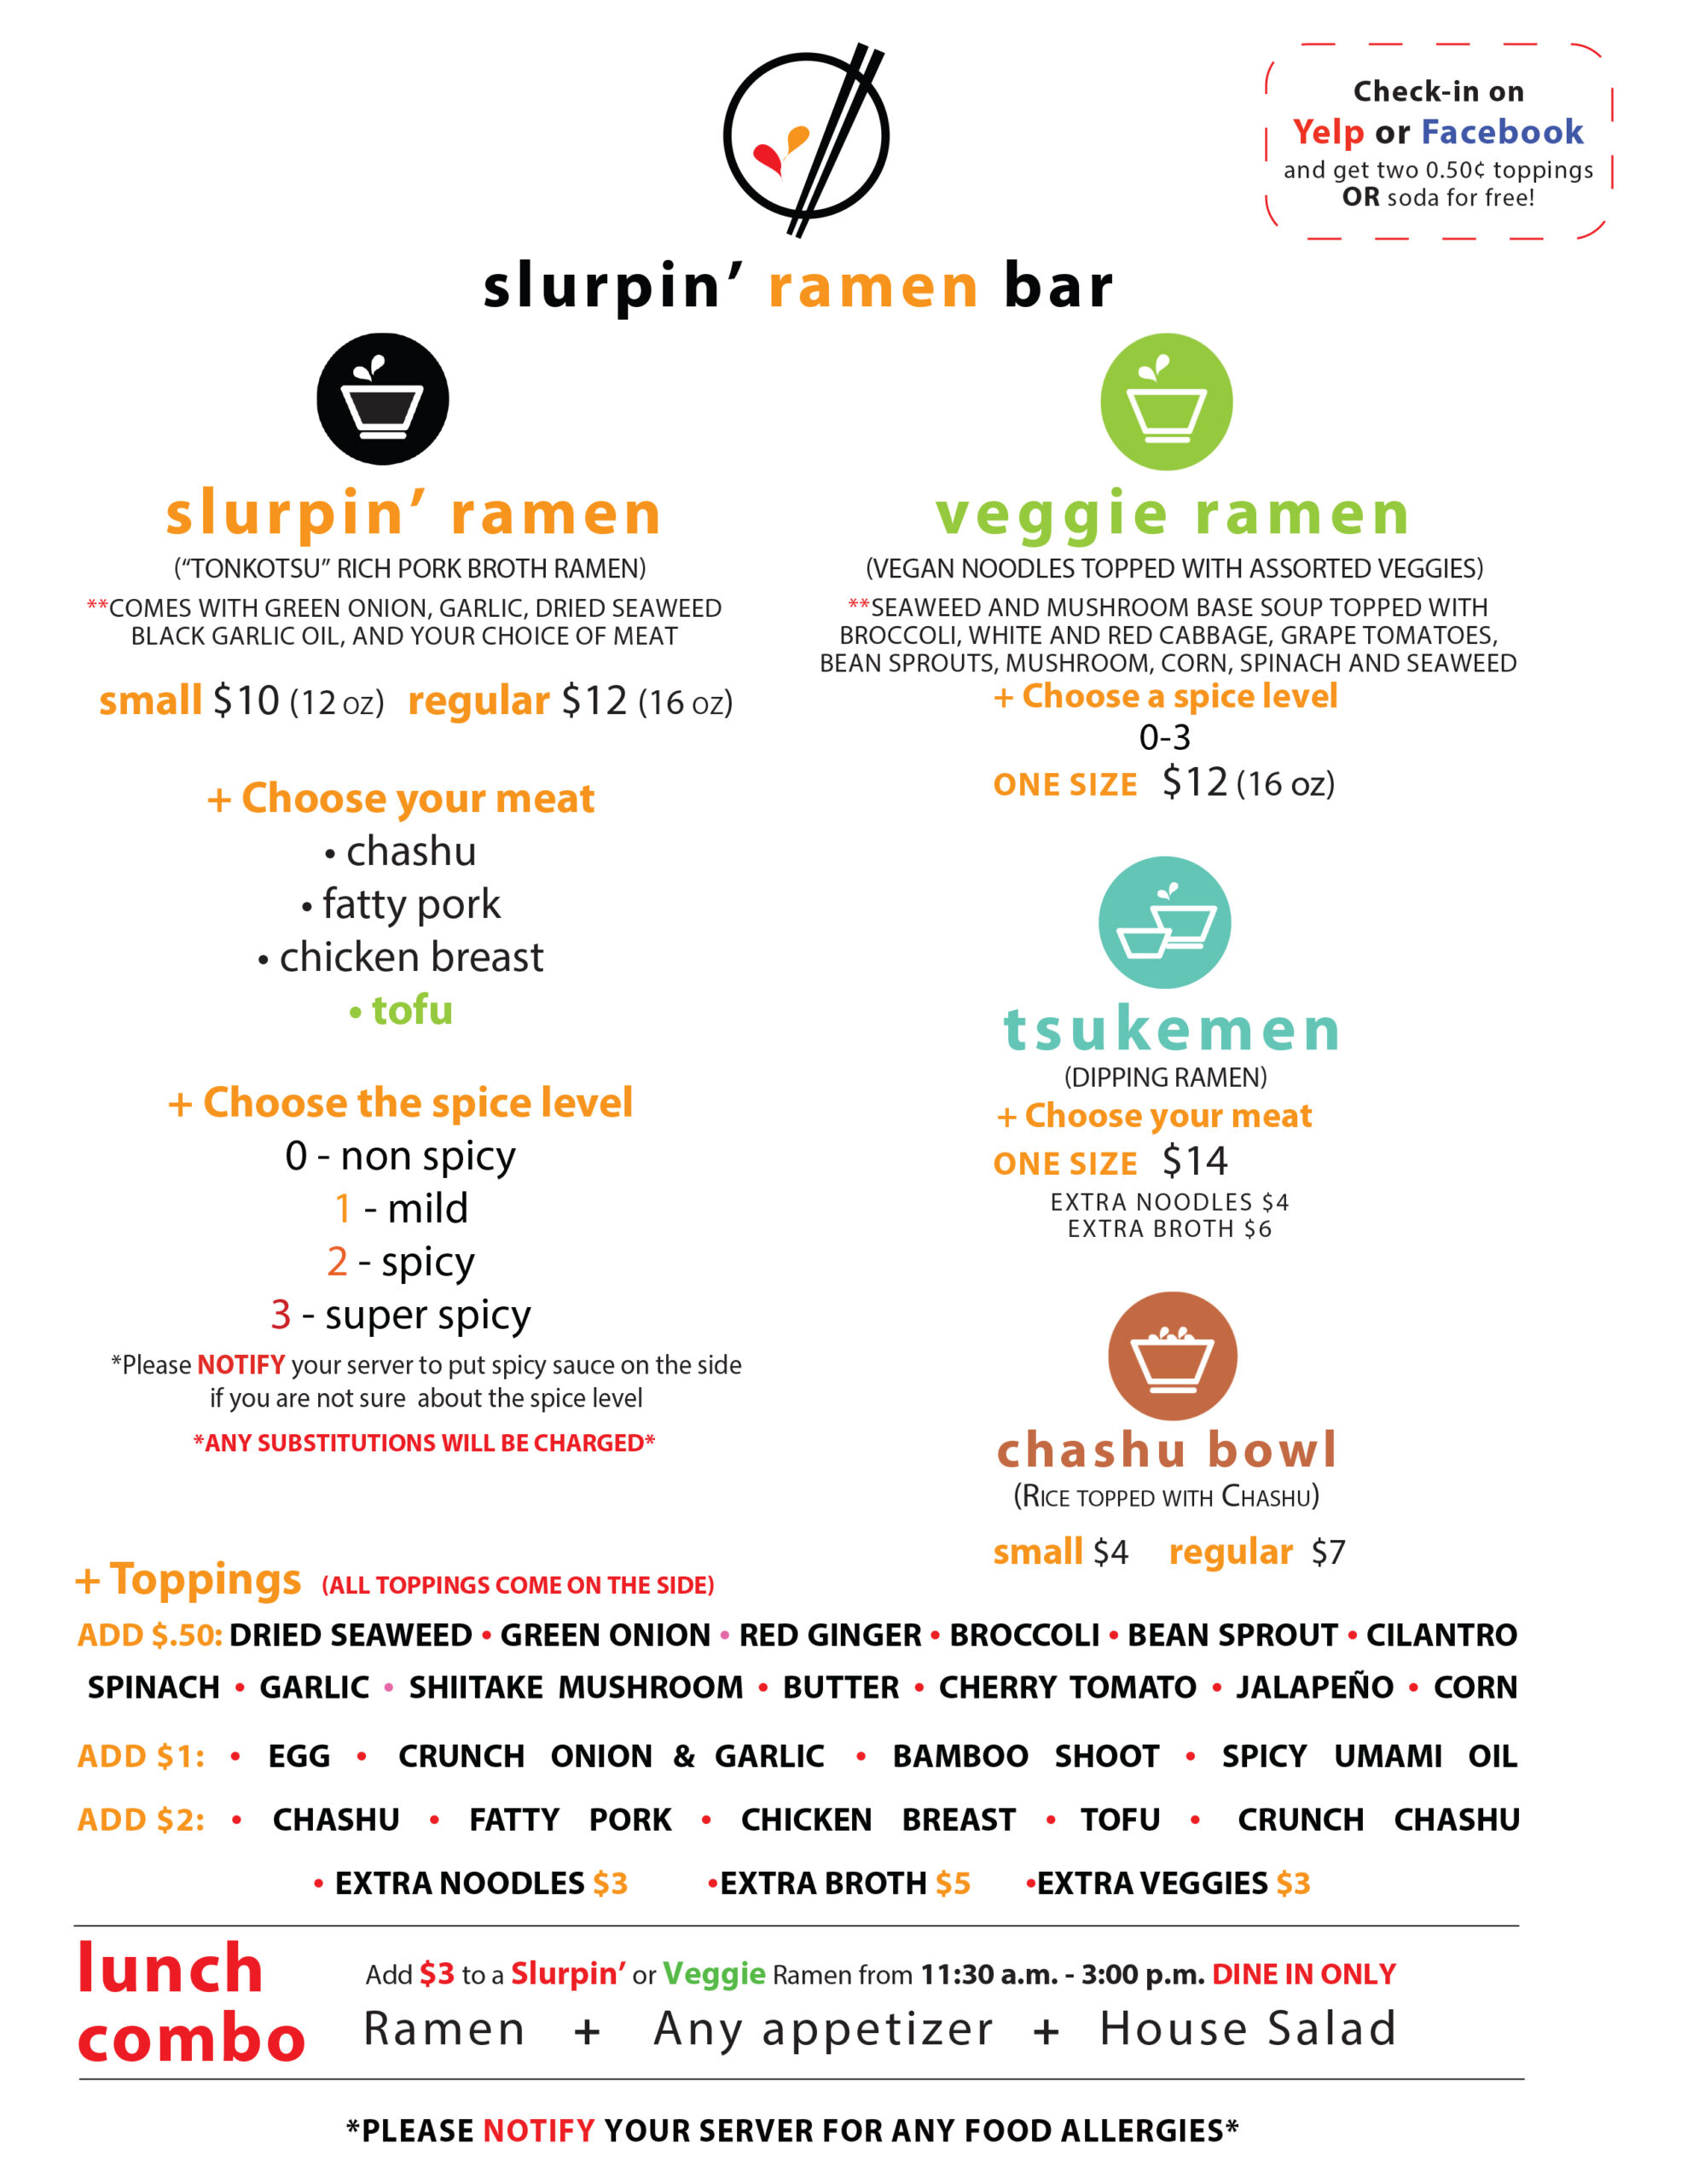 Check-in on
Yelp or Facebook
and get two 0.50¢ toppings
OR soda for free!
slurpin’ ramen bar
slurpin’ ramen
(“TONKOTSU” RICH PORK BROTH RAMEN)
**COMES WITH GREEN ONION, GARLIC, DRIED SEAWEED
BLACK GARLIC OIL, AND YOUR CHOICE OF MEAT
small $10 (12 oz) regular $12 (16 oz)
+ Choose your meat
• chashu
• fatty pork
• chicken breast
• tofu
+ Choose the spice level
0 - non spicy
1 - mild
2 - spicy
3 - super spicy
*Please NOTIFY your server to put spicy sauce on the side
if you are not sure about the spice level
*ANY SUBSTITUTIONS WILL BE CHARGED*
veggie ramen
(VEGAN NOODLES TOPPED WITH ASSORTED VEGGIES)
**SEAWEED AND MUSHROOM BASE SOUP TOPPED WITH
BROCCOLI, WHITE AND RED CABBAGE, GRAPE TOMATOES,
BEAN SPROUTS, MUSHROOM, CORN, SPINACH AND SEAWEED
+ Choose a spice level
0-3
ONE SIZE $12 (16 oz)
tsukemen
(DIPPING RAMEN)
+ Choose your meat
ONE SIZE $14
EXTRA NOODLES $4
EXTRA BROTH $6
chashu bowl
(RICE TOPPED WITH CHASHU)
small $4 regular $7
+ Toppings (ALL TOPPINGS COME ON THE SIDE)
ADD $.50: DRIED SEAWEED • GREEN ONION • RED GINGER • BROCCOLI • BEAN SPROUT • CILANTRO
SPINACH • GARLIC • SHIITAKE MUSHROOM • BUTTER • CHERRY TOMATO • JALAPEÑO • CORN
ADD $1: • EGG • CRUNCH ONION & GARLIC • BAMBOO SHOOT • SPICY UMAMI OIL
ADD $2: • CHASHU • FATTY PORK • CHICKEN BREAST • TOFU • CRUNCH CHASHU
• EXTRA NOODLES $3 •EXTRA BROTH $5 •EXTRA VEGGIES $3
lunch combo
Add $3 to a Slurpin’ or Veggie Ramen from 11:30 a.m. - 3:00 p.m. DINE IN ONLY
Ramen + Any appetizer + House Salad
*PLEASE NOTIFY YOUR SERVER FOR ANY FOOD ALLERGIES*